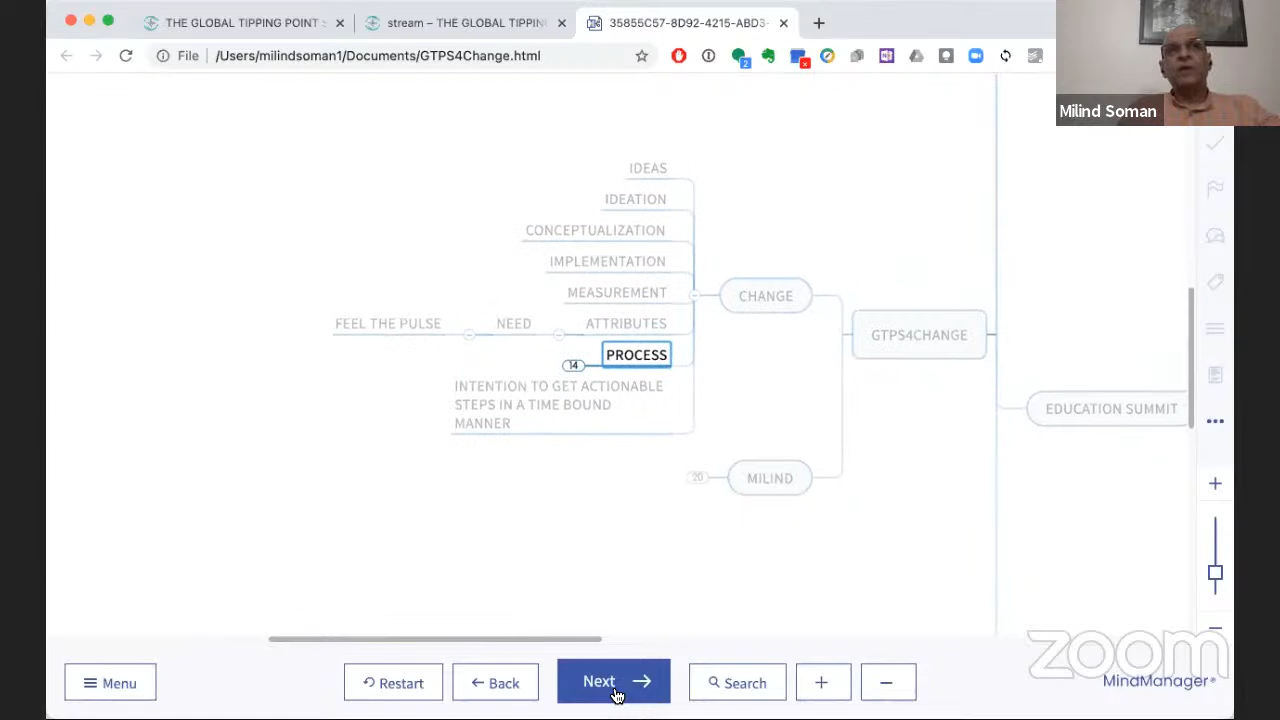 THE GLOBAL TIPPING POINT
stream – THE GLOBAL TIPPIN
35855C57-8D92-4215-ABD3-
File /Users/milindsoman1/Documents/GTPS4Change.html
2
Milind Soman
IDEAS
IDEATION
CONCEPTUALIZATION
IMPLEMENTATION
MEASUREMENT
CHANGE
FEEL THE PULSE
NEED
ATTRIBUTES
GTPS4CHANGE
PROCESS
14
INTENTION TO GET ACTIONABLE
STEPS IN A TIME BOUND
MANNER
EDUCATION SUMMIT
20
MILIND
zoom
MindManager
Menu
Restart
Back
Next
Search